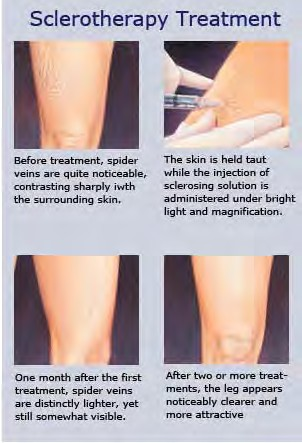 Sclerotherapy Treatment
Before treatment, spider
veins are quite noticeable,
contrasting sharply iwth
the surrounding skin.
The skin is held taut
while the injection of
sclerosing solution is
administered under bright
light and magnification.
One month after the first
treatment, spider veins
are distinctly lighter, yet
still somewhat visible.
After two or more treat-
ments, the leg appears
noticeably clearer and
more attractive